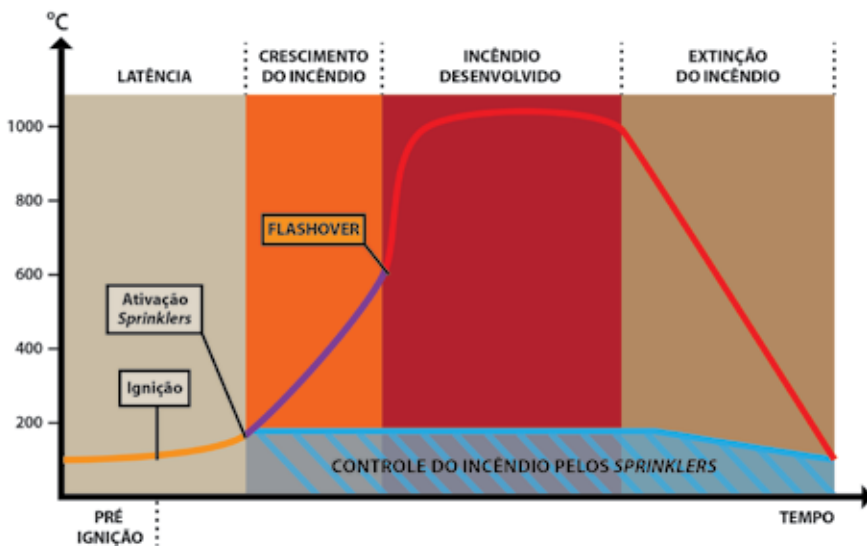 ºC
LATÊNCIA
CRESCIMENTO
DO INCÊNDIO
INCÊNDIO
DESENVOLVIDO
EXTINÇÃO
DO INCÊNDIO
1000
800
600
400
200
FLASHOVER
Ativação
Sprinklers
Ignição
CONTROLE DO INCÊNDIO PELOS SPRINKLERS
PRÉ
IGNIÇÃO
TEMPO